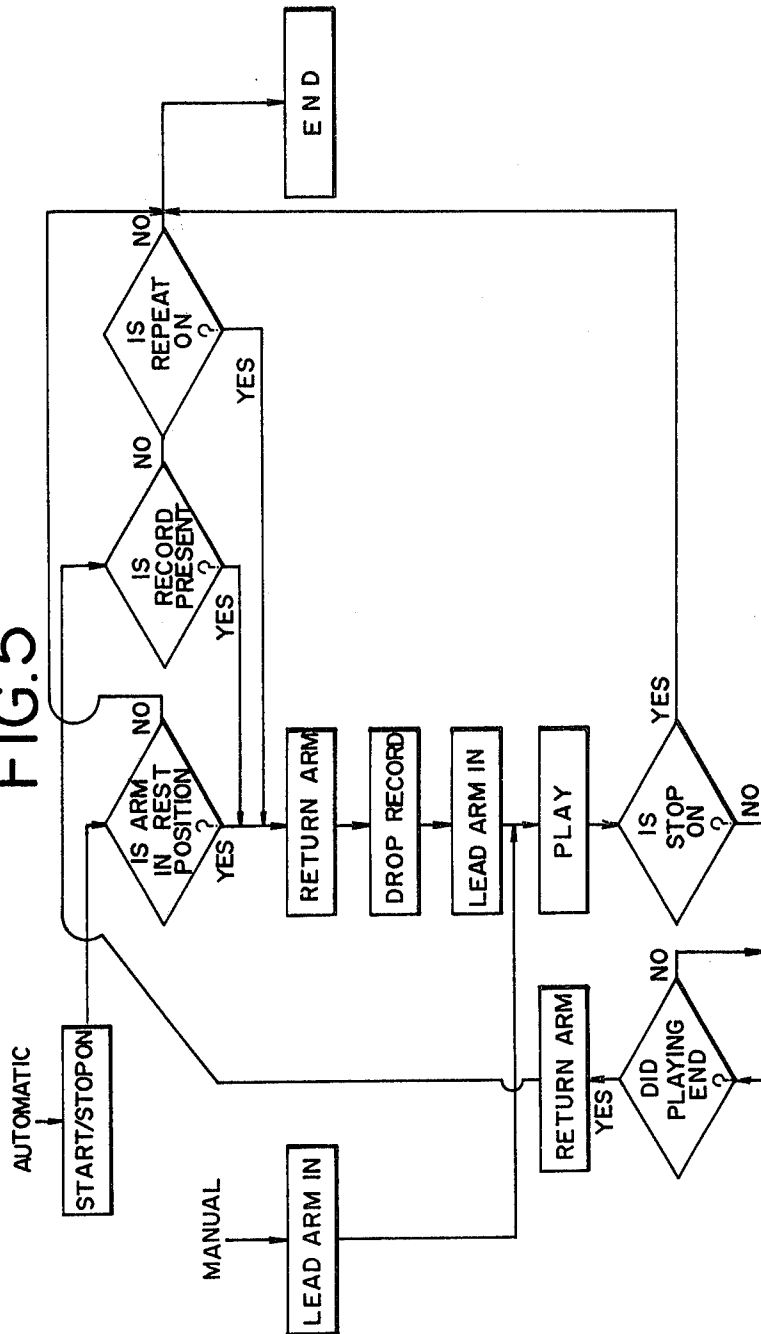 FIG.5
AUTOMATIC
START/STOP ON
IS ARM
IN REST
POSITION
?
NO
YES
IS
RECORD
PRESENT
?
NO
YES
IS
REPEAT
ON
?
NO
YES
END
MANUAL
LEAD ARM IN
RETURN ARM
DROP RECORD
LEAD ARM IN
PLAY
RETURN ARM
YES
DID
PLAYING
END
?
NO
IS
STOP
ON
?
YES
NO